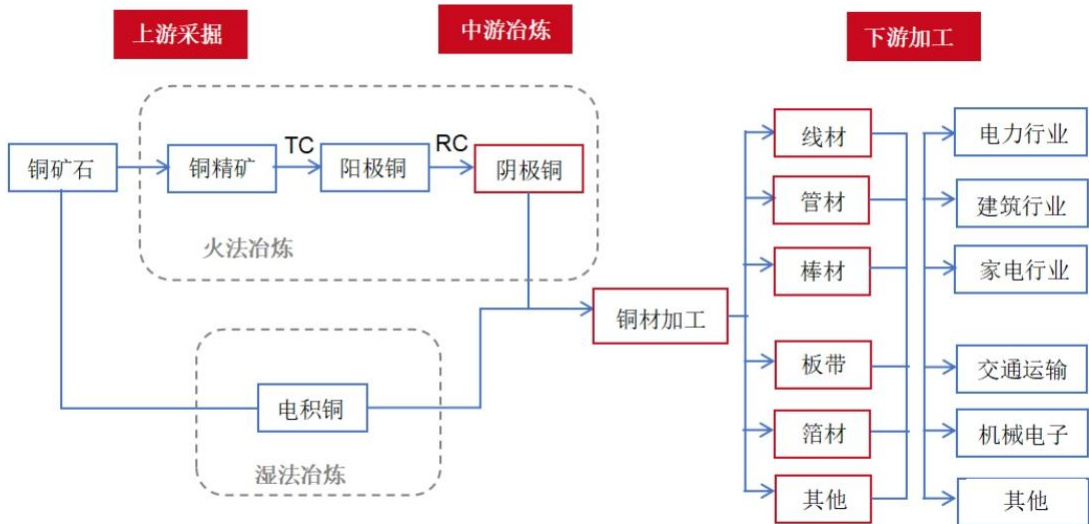 上游采掘
中游冶炼
下游加工
铜矿石
铜精矿
TC
阳极铜
RC
阴极铜
火法冶炼
电积铜
湿法冶炼
铜材加工
线材
管材
棒材
板带
箔材
其他
电力行业
建筑行业
家电行业
交通运输
机械电子
其他